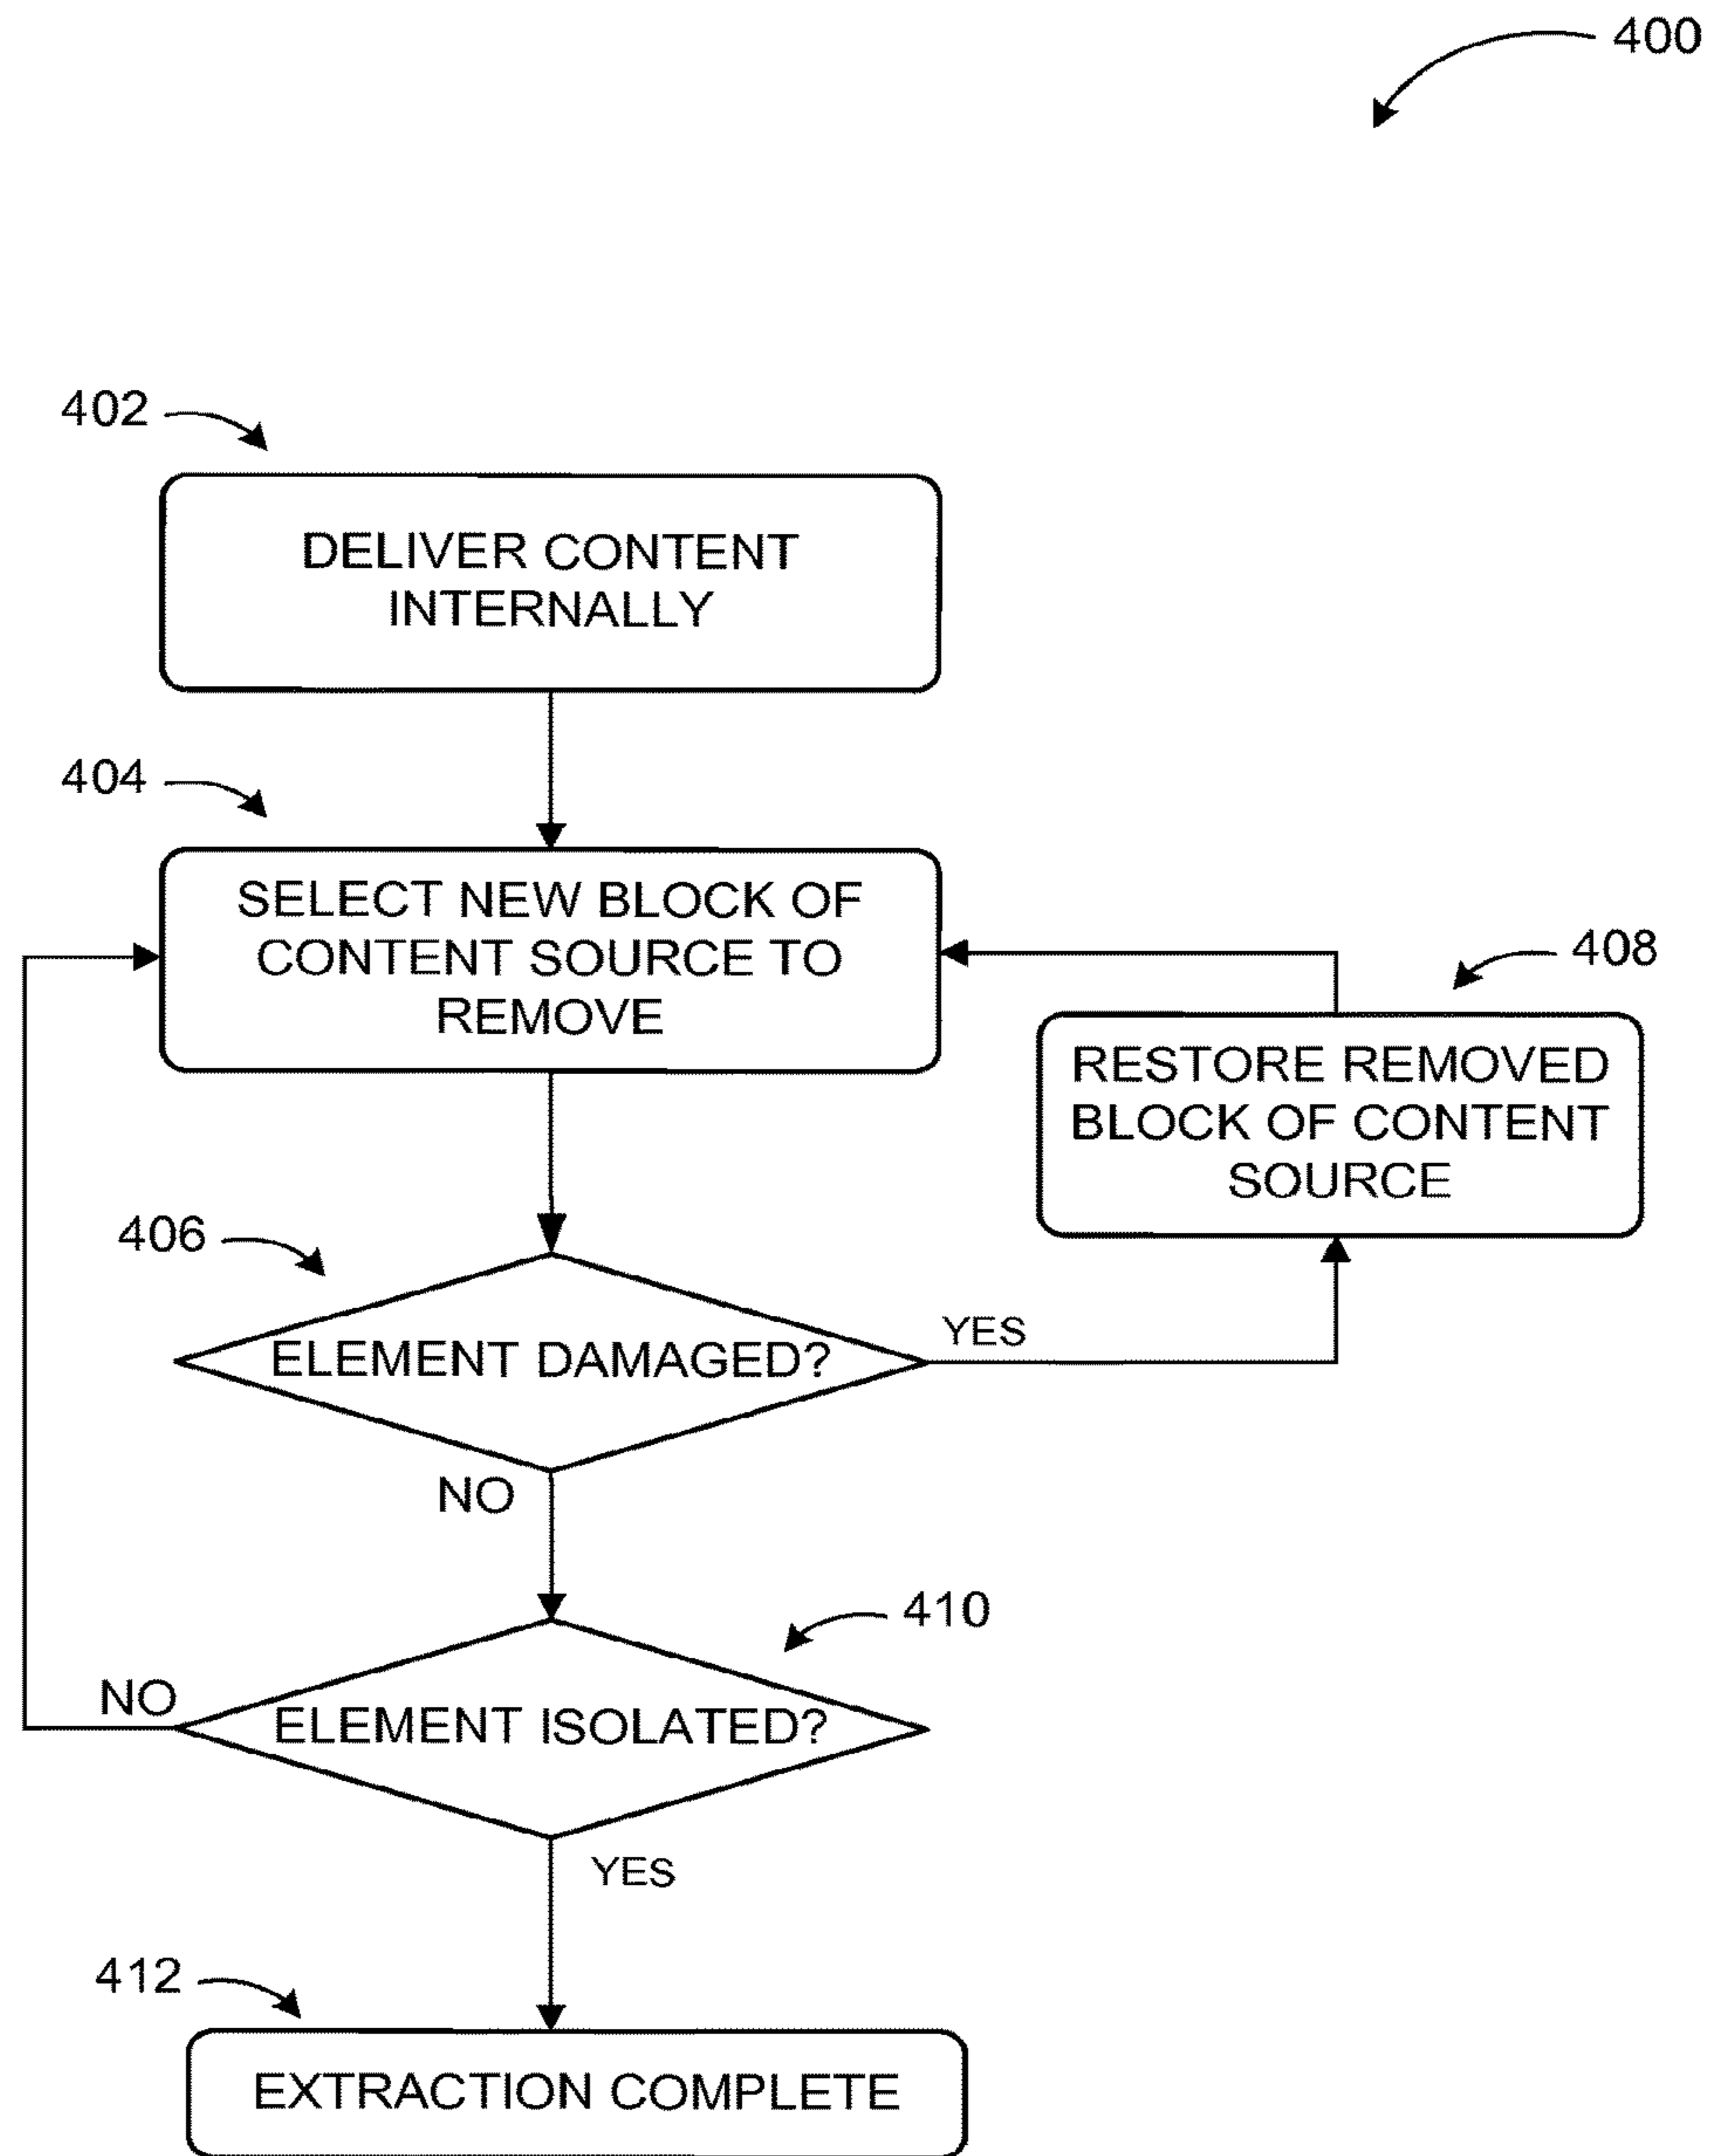 400
402
DELIVER CONTENT
INTERNALLY
404
SELECT NEW BLOCK OF
CONTENT SOURCE TO
REMOVE
408
RESTORE REMOVED
BLOCK OF CONTENT
SOURCE
406
ELEMENT DAMAGED?
YES
NO
410
ELEMENT ISOLATED?
NO
YES
412
EXTRACTION COMPLETE